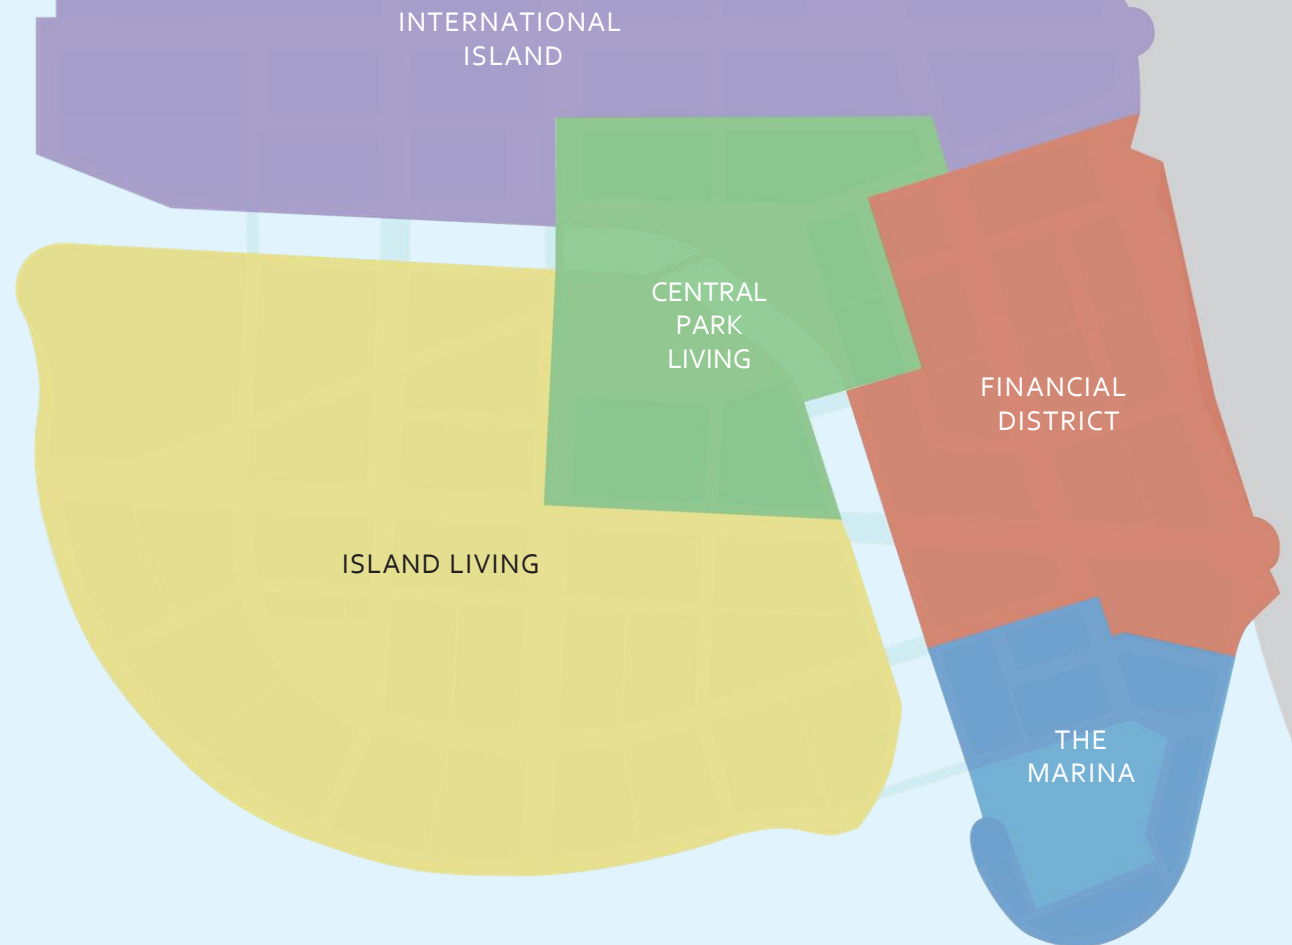 INTERNATIONAL
ISLAND
CENTRAL
PARK
LIVING
FINANCIAL
DISTRICT
ISLAND LIVING
THE
MARINA